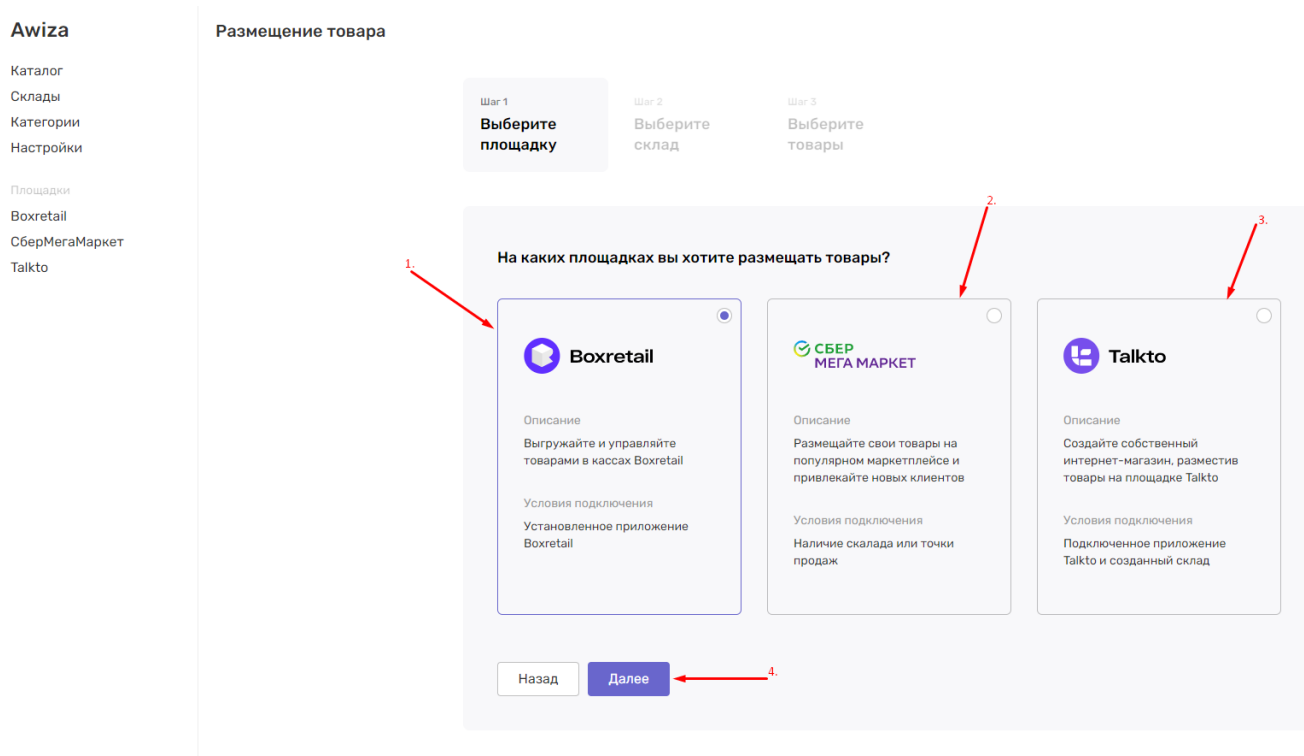 Awiza
Каталог
Склады
Категории
Настройки
Площадки
Boxretail
СберМегаМаркет
Talkto
Размещение товара
Шаг 1
Выберите
площадку
Шаг 2
Выберите
склад
Шаг 3
Выберите
товары
На каких площадках вы хотите размещать товары?
1.
Boxretail
Описание
Выгружайте и управляйте
товарами в кассах Boxretail
Условия подключения
Установленное приложение
Boxretail
2.
СБЕР
МЕГА МАРКЕТ
Описание
Размещайте свои товары на
популярном маркетплейсе и
привлекайте новых клиентов
Условия подключения
Наличие скалада или точки
продаж
3.
Talkto
Описание
Создайте собственный
интернет-магазин, разместив
товары на площадке Talkto
Условия подключения
Подключенное приложение
Talkto и созданный склад
Назад
Далее
4.